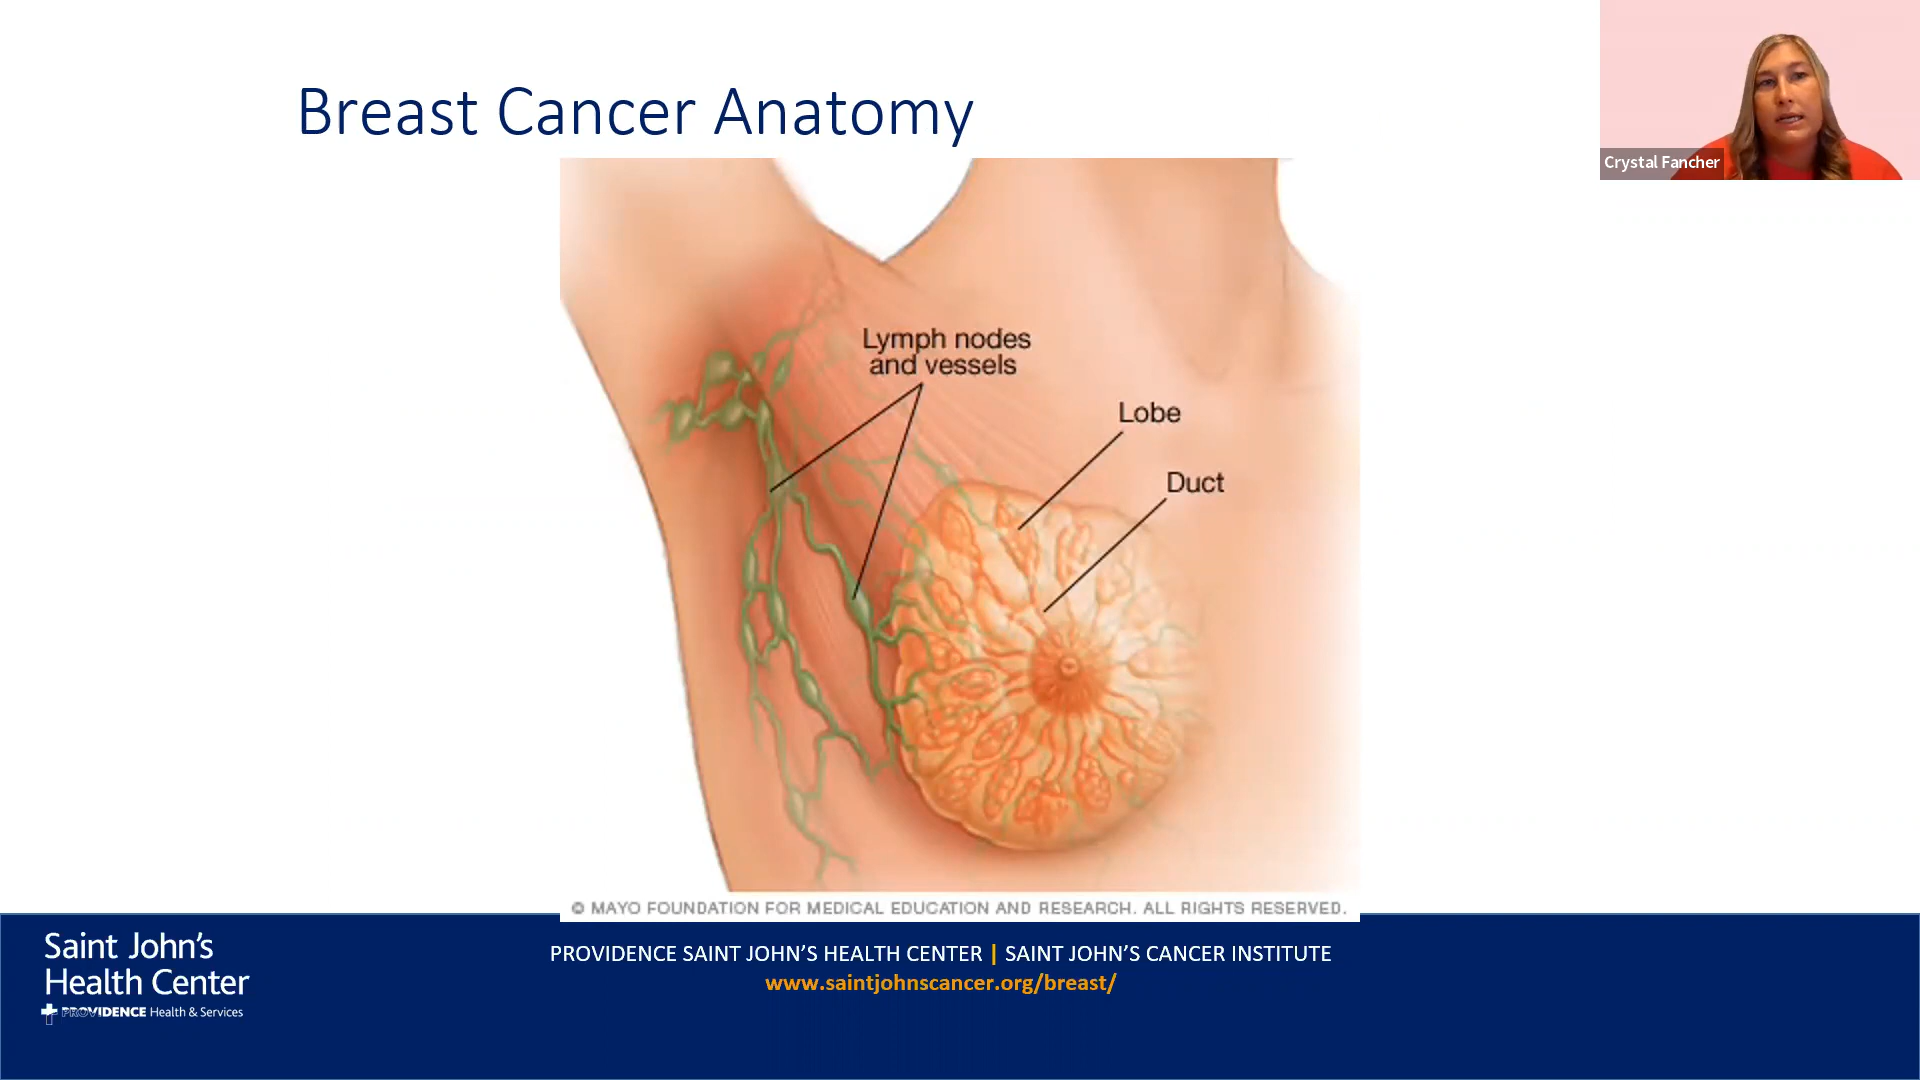 Breast Cancer Anatomy
Crystal Fancher
Lymph nodes
and vessels
Lobe
Duct
© MAYO FOUNDATION FOR MEDICAL EDUCATION AND RESEARCH. ALL RIGHTS RESERVED.
Saint John's
Health Center
PROVIDENCE Health & Services
PROVIDENCE SAINT JOHN'S HEALTH CENTER | SAINT JOHN'S CANCER INSTITUTE
www.saintjohnscancer.org/breast/